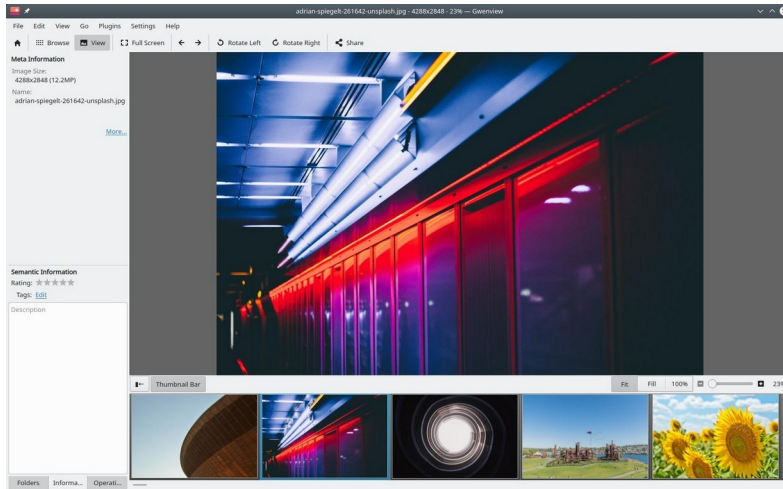 adrian-spiegelt-261642-unsplash.jpg - 4288x2848 - 23% — Gwenview
File Edit View Go Plugins Settings Help
Browse View Full Screen Rotate Left Rotate Right Share
Meta Information
Image Size:
4288x2848 (12.2MP)
Name:
adrian-spiegelt-261642-unsplash.jpg
More...
Semantic Information
Rating:
Tags: Edit
Description
Thumbnail Bar Fit Fill 100% 23%
Folders Informa... Operati...